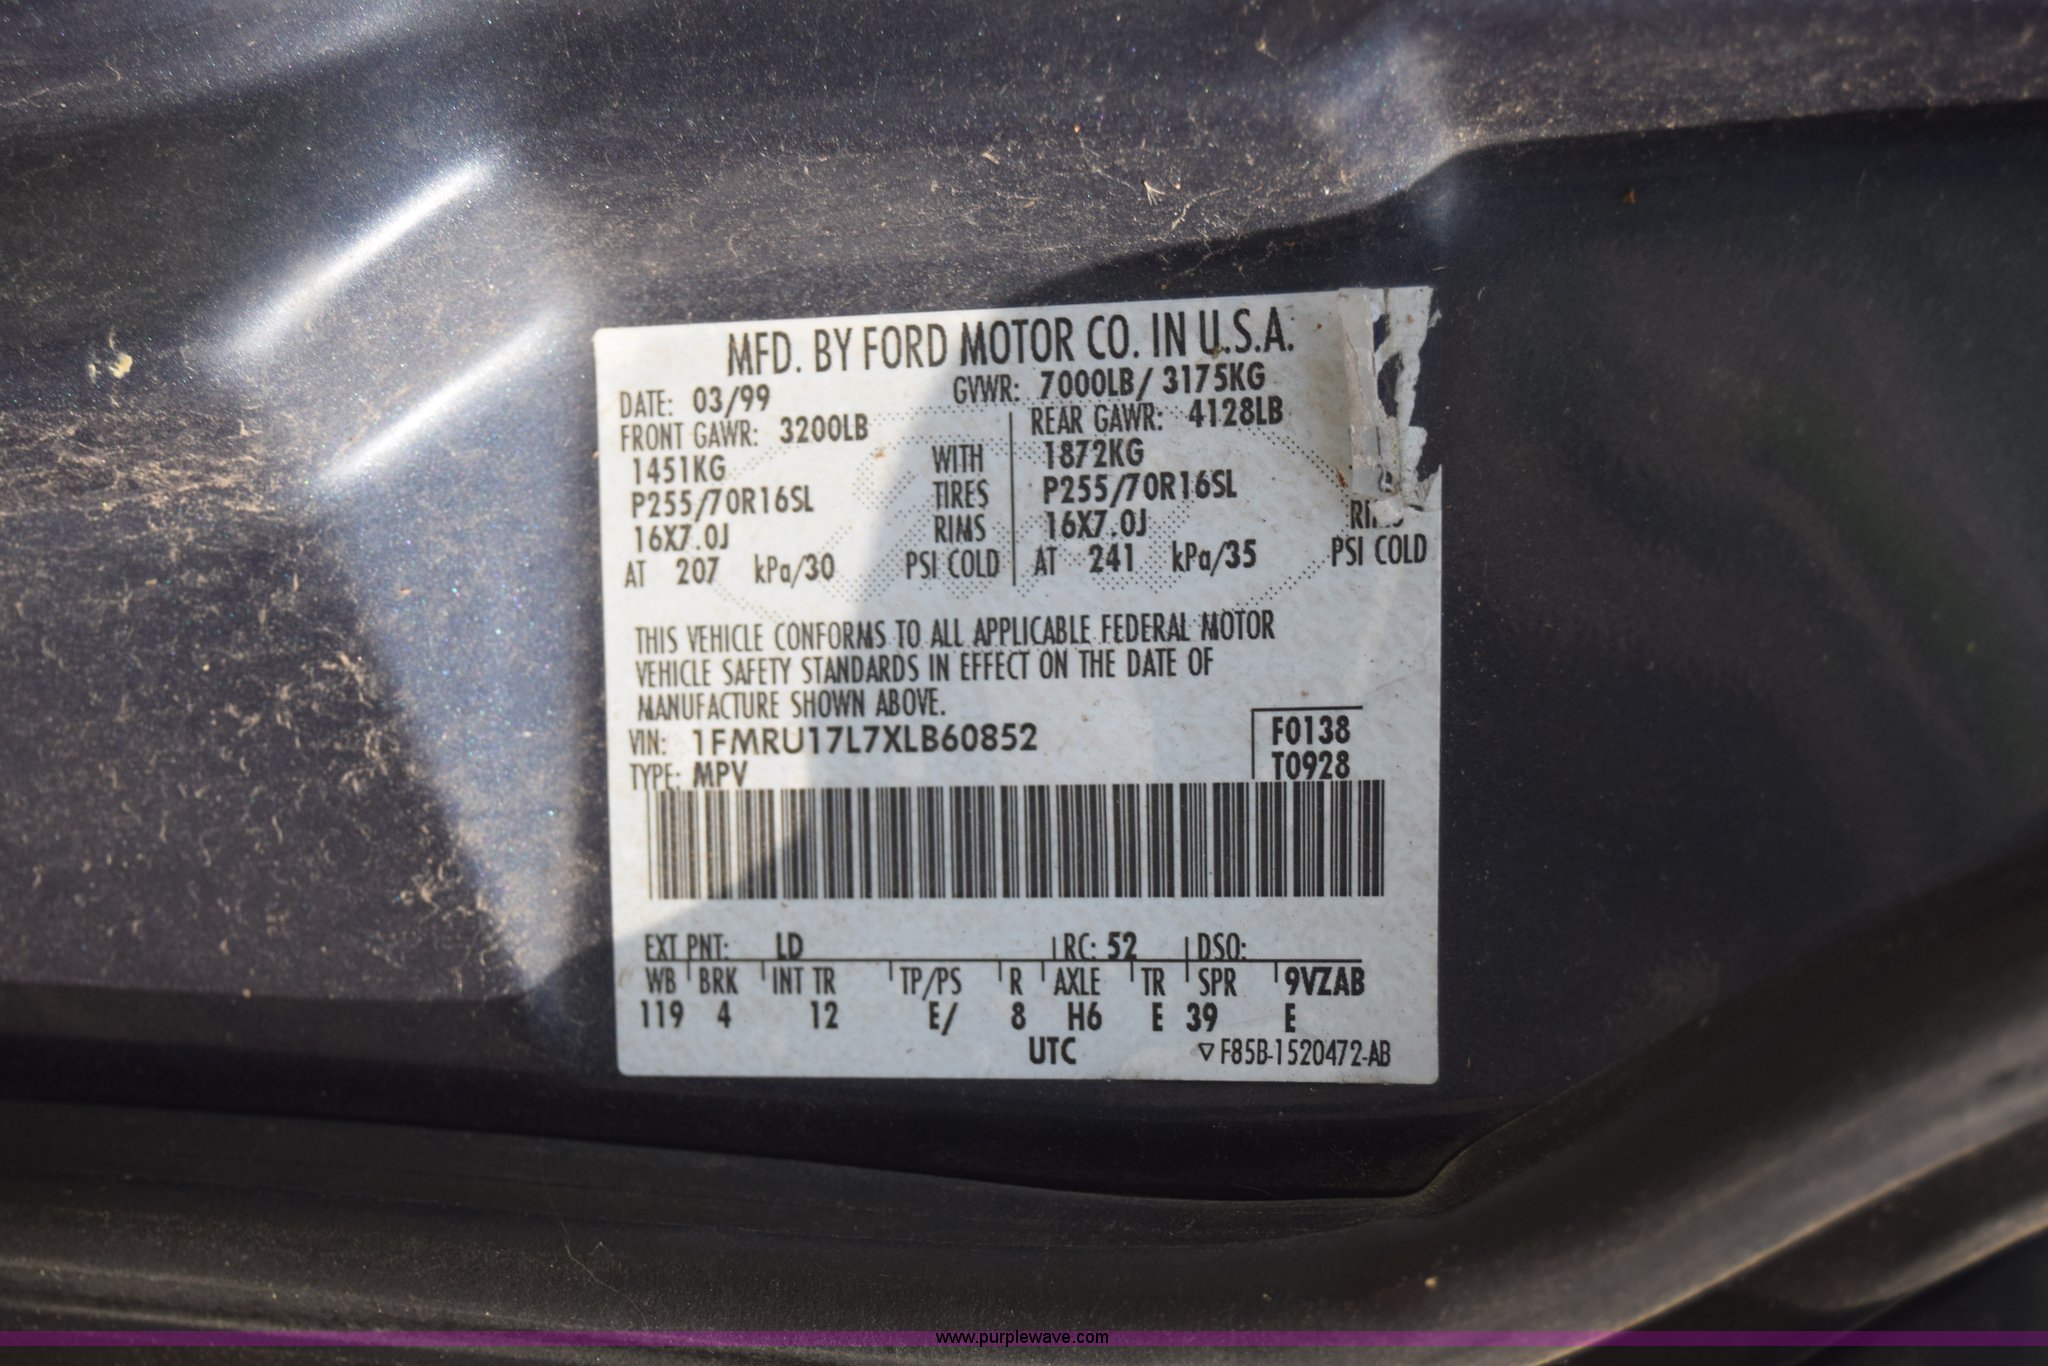 MFD. BY FORD MOTOR CO. IN U.S.A.
DATE: 03/99 GVWR: 7000LB/ 3175KG
FRONT GAWR: 3200LB REAR GAWR: 4128LB
1451KG WITH 1872KG
P255/70R16SL TIRES P255/70R16SL
16X7.0J RIMS 16X7.0J RIMS
AT 207 kPa/30 PSI COLD AT 241 kPa/35 PSI COLD
THIS VEHICLE CONFORMS TO ALL APPLICABLE FEDERAL MOTOR
VEHICLE SAFETY STANDARDS IN EFFECT ON THE DATE OF
MANUFACTURE SHOWN ABOVE.
VIN: 1FMRU17L7XLB60852 F0138
TYPE: MPV T0928
EXT PNT: LD RC: 52 DSO:
WB BRK INT TR TP/PS R AXLE TR SPR 9VZAB
119 4 12 E/ 8 H6 E 39 E
UTC ▽ F85B-1520472-AB
www.purplewave.com